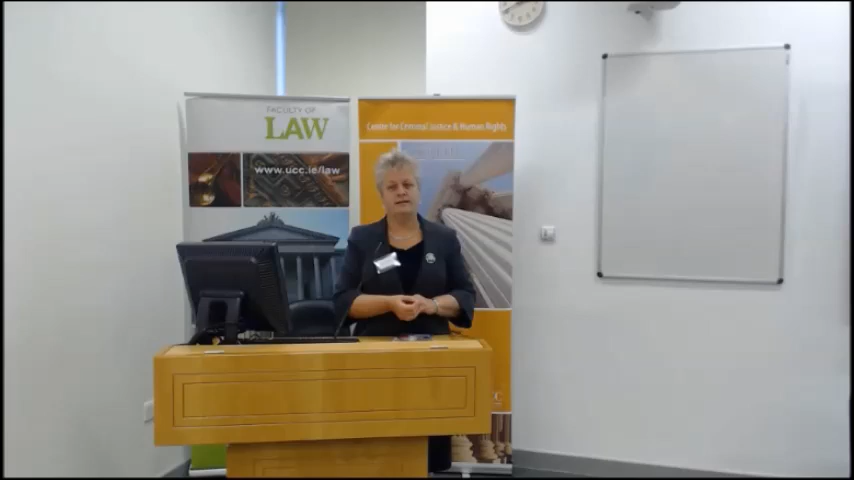 FACULTY OF
LAW
www.ucc.ie/law
Centre for Criminal Justice & Human Rights